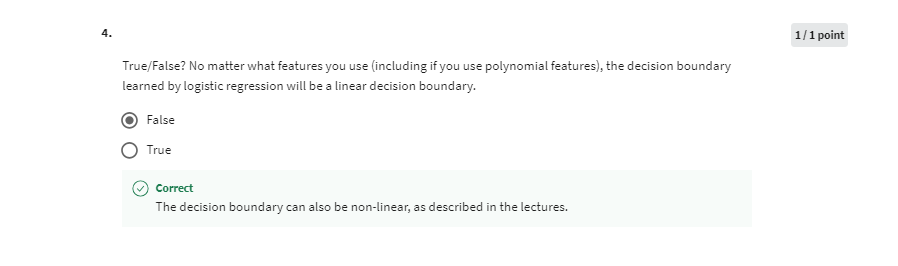 4.
1 / 1 point
True/False? No matter what features you use (including if you use polynomial features), the decision boundary
learned by logistic regression will be a linear decision boundary.
False
True
Correct
The decision boundary can also be non-linear, as described in the lectures.